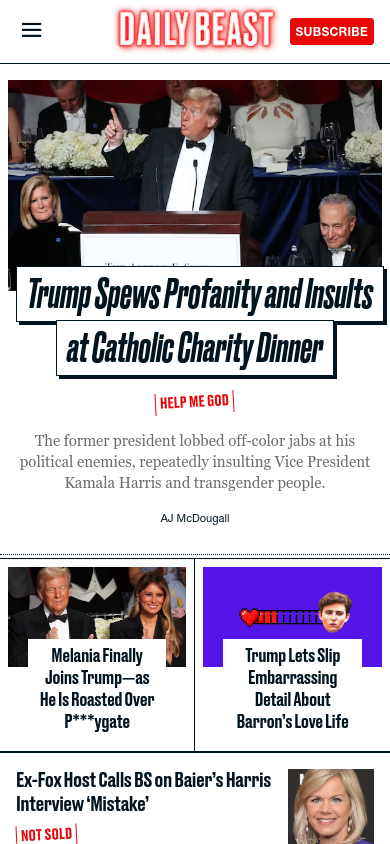 DAILY BEAST
SUBSCRIBE
Trump Spews Profanity and Insults
at Catholic Charity Dinner
HELP ME GOD
The former president lobbed off-color jabs at his
political enemies, repeatedly insulting Vice President
Kamala Harris and transgender people.
AJ McDougall
Melania Finally
Joins Trump—as
He Is Roasted Over
P***ygate
Trump Lets Slip
Embarrassing
Detail About
Barron's Love Life
Ex-Fox Host Calls BS on Baier's Harris
Interview ‘Mistake’
NOT SOLD